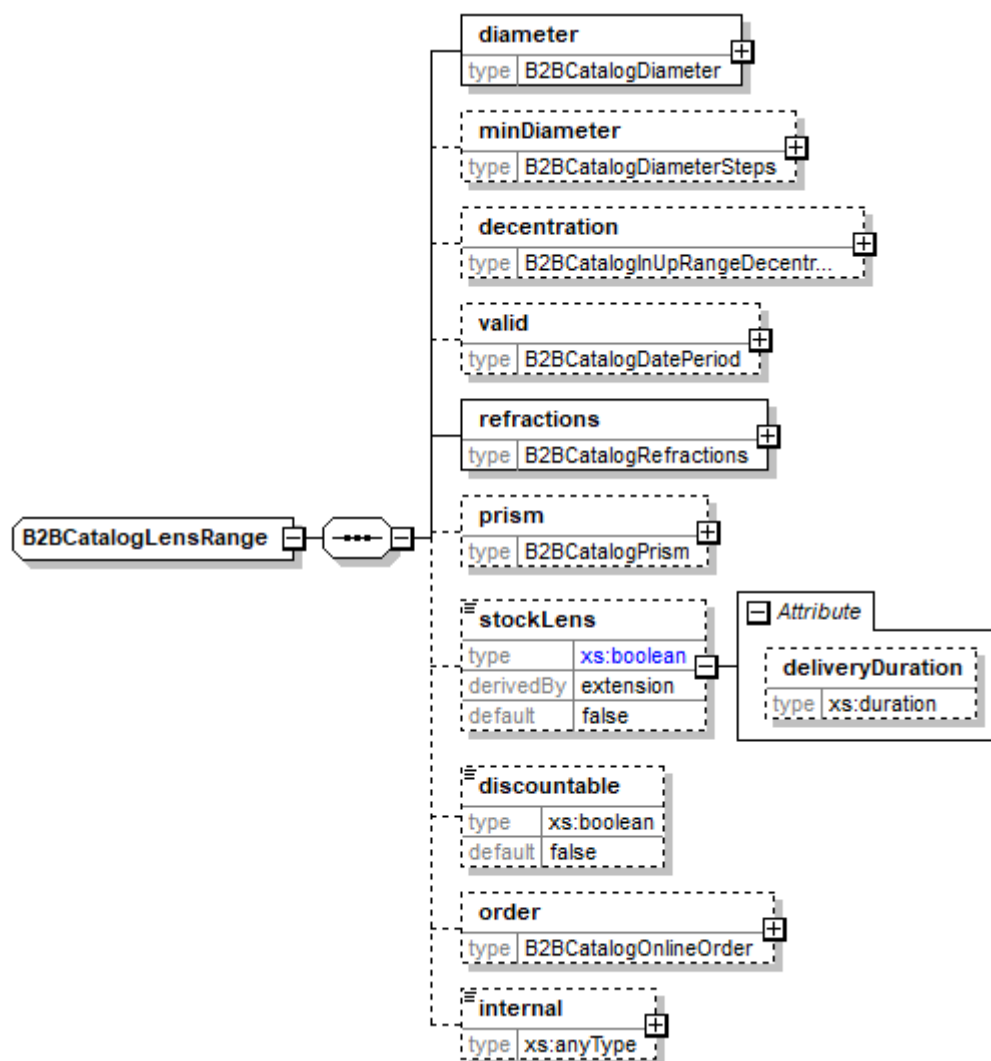 diameter
type B2BCatalogDiameter
minDiameter
type B2BCatalogDiameterSteps
decentration
type B2BCatalogInUpRangeDecentr...
valid
type B2BCatalogDatePeriod
refractions
type B2BCatalogRefractions
B2BCatalogLensRange
prism
type B2BCatalogPrism
stockLens
type xs:boolean
derivedBy extension
default false
Attribute
deliveryDuration
type xs:duration
discountable
type xs:boolean
default false
order
type B2BCatalogOnlineOrder
internal
type xs:anyType